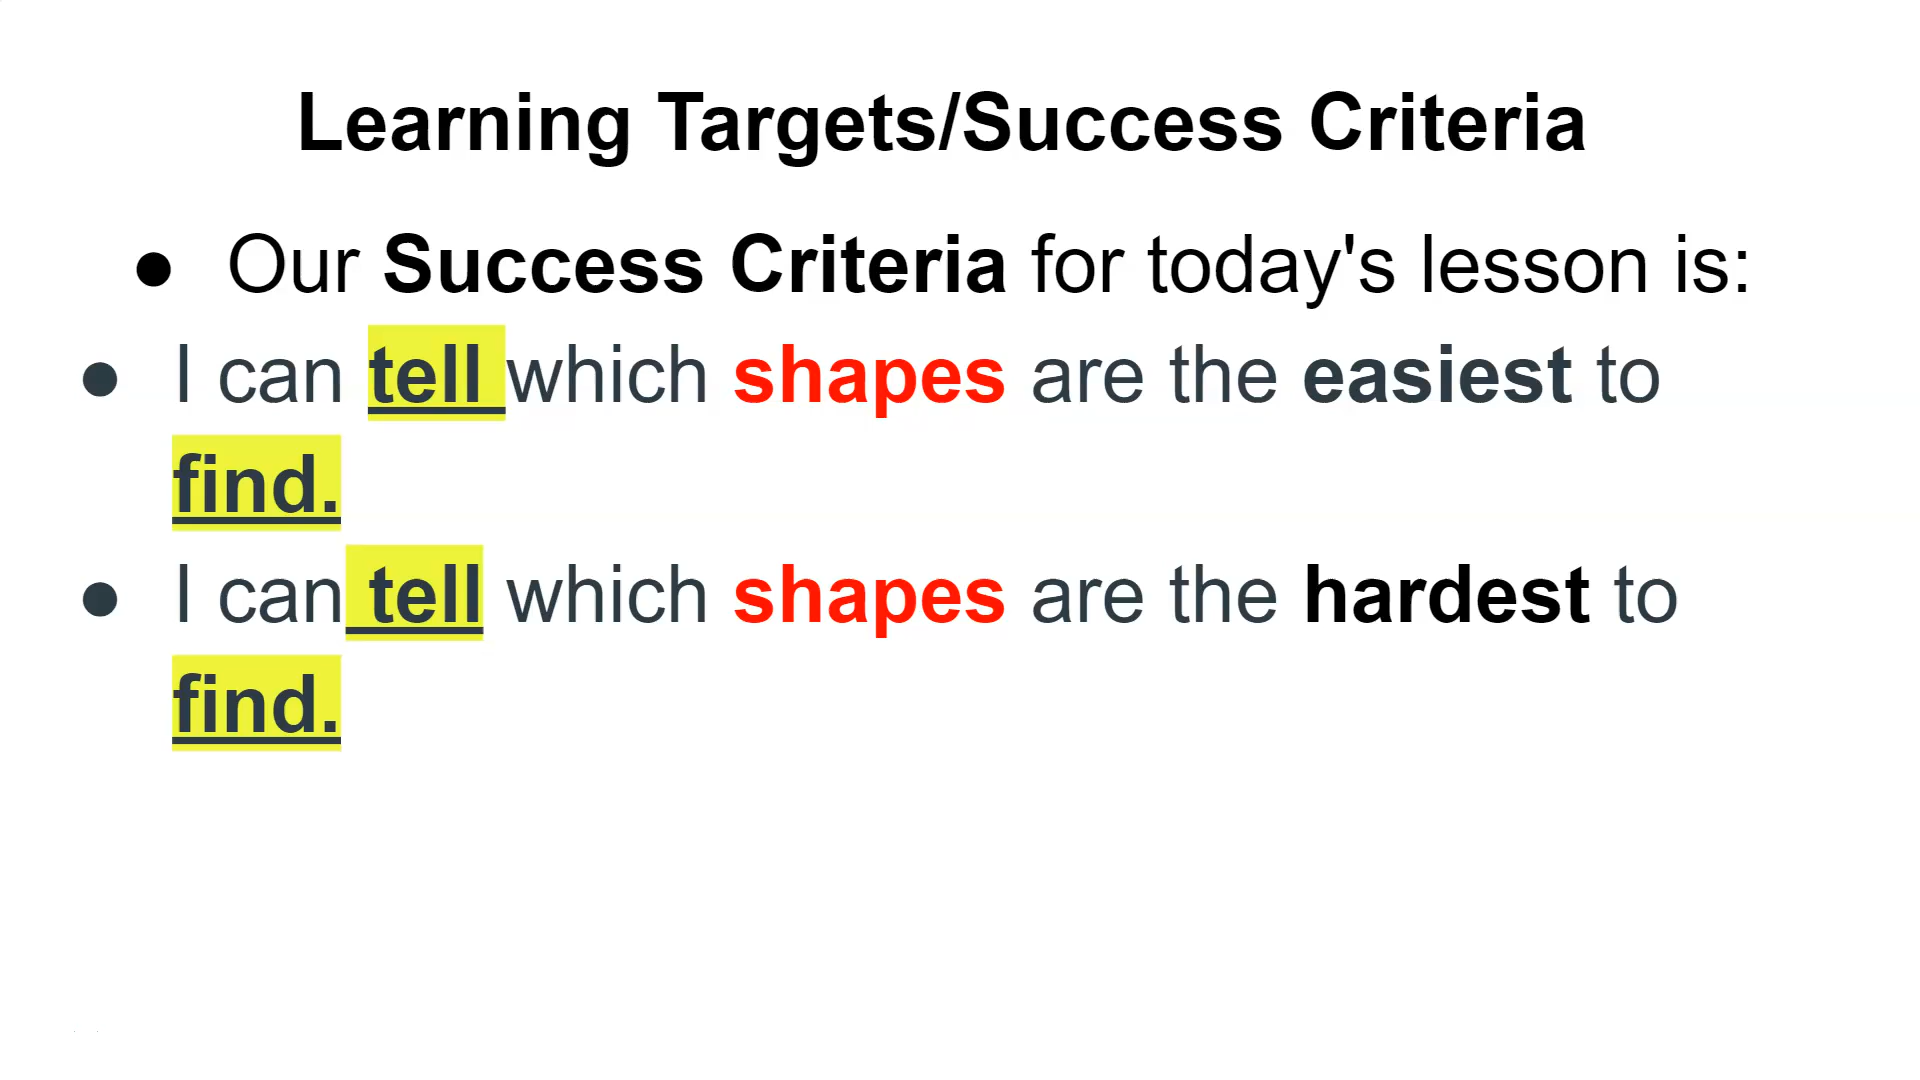 Learning Targets/Success Criteria
● Our Success Criteria for today's lesson is:
● I can tell which shapes are the easiest to
find.
● I can tell which shapes are the hardest to
find.